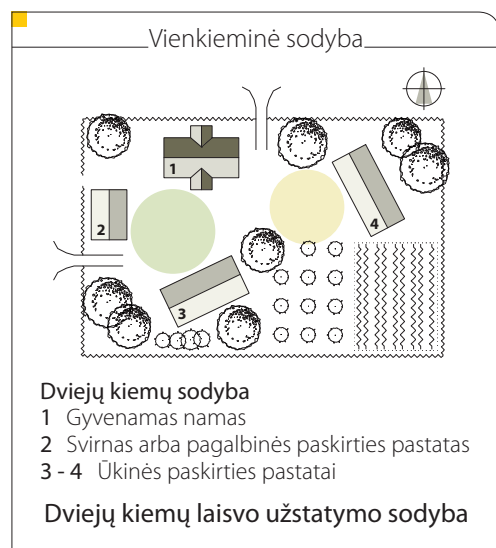 Vienkieminė sodyba
1
2
3
4
Dviejų kiemų sodyba
1 Gyvenamas namas
2 Svirnas arba pagalbinės paskirties pastatas
3 - 4 Ūkinės paskirties pastatai
Dviejų kiemų laisvo užstatymo sodyba